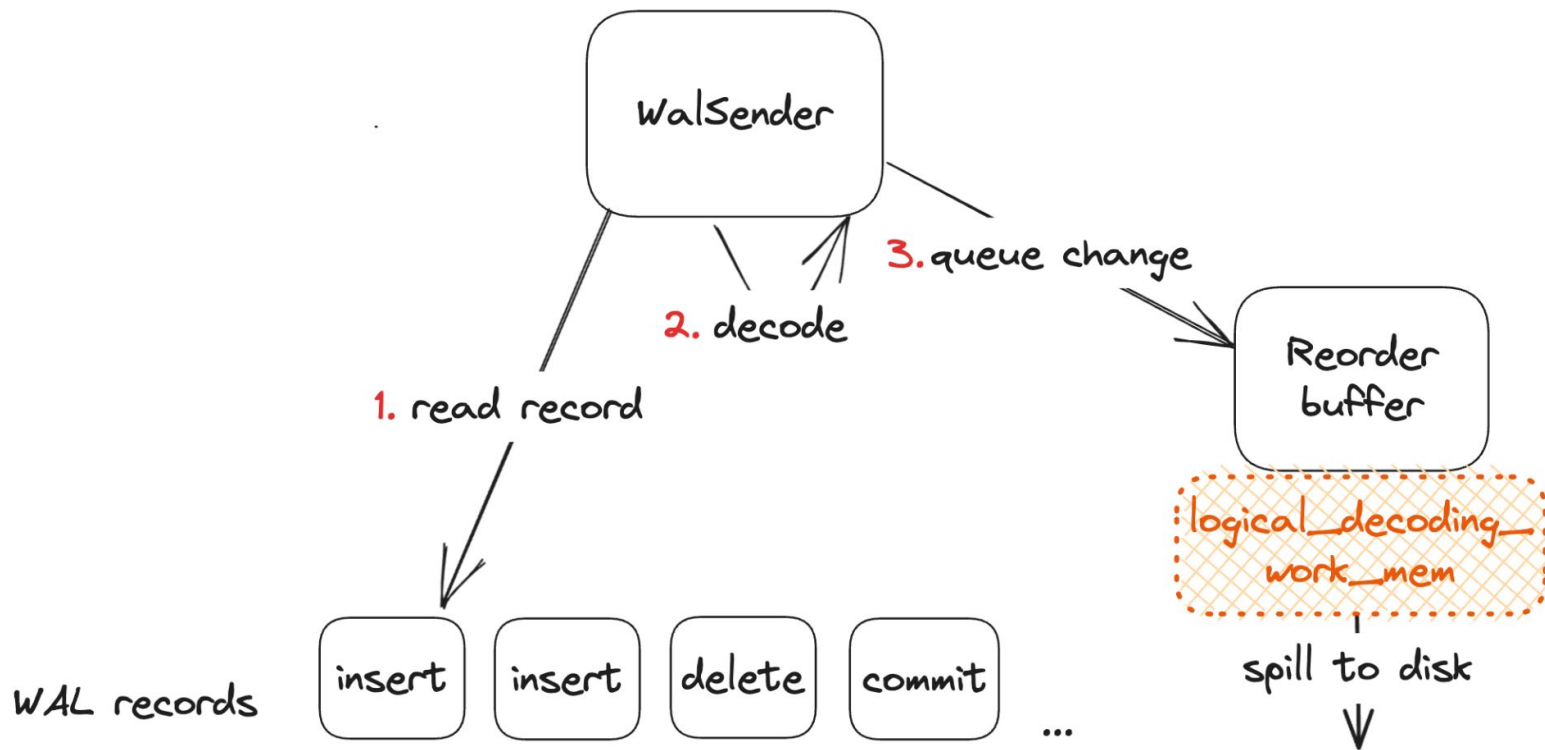 WalSender
3. queue change
2. decode
Reorder
buffer
1. read record
logical_decoding_
work_mem
spill to disk
WAL records
insert
insert
delete
commit
...